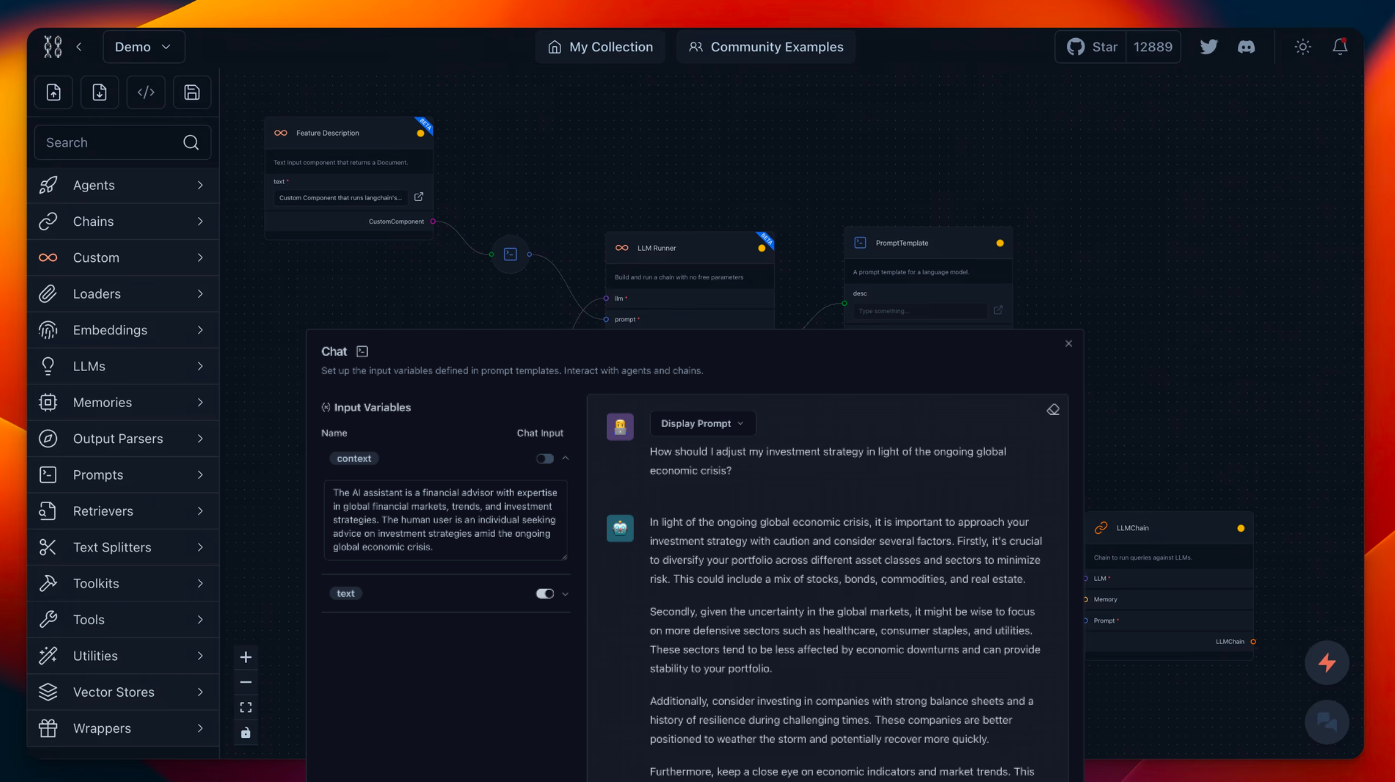 Demo
My Collection
Community Examples
Star 12889
Search
Agents
Chains
Custom
Loaders
Embeddings
LLMs
Memories
Output Parsers
Prompts
Retrievers
Text Splitters
Toolkits
Tools
Utilities
Vector Stores
Wrappers
Feature Description
BETA
Text input component that returns a Document.
text *
Custom Component that runs langchain's...
CustomComponent
LLM Runner
BETA
Build and run a chain with no free parameters
llm *
prompt *
PromptTemplate
A prompt template for a language model.
desc
Type something...
Chat
Set up the input variables defined in prompt templates. Interact with agents and chains.
Input Variables
Name Chat Input
context
The AI assistant is a financial advisor with expertise
in global financial markets, trends, and investment
strategies. The human user is an individual seeking
advice on investment strategies amid the ongoing
global economic crisis.
text
Display Prompt
How should I adjust my investment strategy in light of the ongoing global
economic crisis?
In light of the ongoing global economic crisis, it is important to approach your
investment strategy with caution and consider several factors. Firstly, it's crucial
to diversify your portfolio across different asset classes and sectors to minimize
risk. This could include a mix of stocks, bonds, commodities, and real estate.
Secondly, given the uncertainty in the global markets, it might be wise to focus
on more defensive sectors such as healthcare, consumer staples, and utilities.
These sectors tend to be less affected by economic downturns and can provide
stability to your portfolio.
Additionally, consider investing in companies with strong balance sheets and a
history of resilience during challenging times. These companies are better
positioned to weather the storm and potentially recover more quickly.
Furthermore, keep a close eye on economic indicators and market trends. This
LLMChain
Chain to run queries against LLMs.
LLM *
Memory
Prompt *
LLMChain